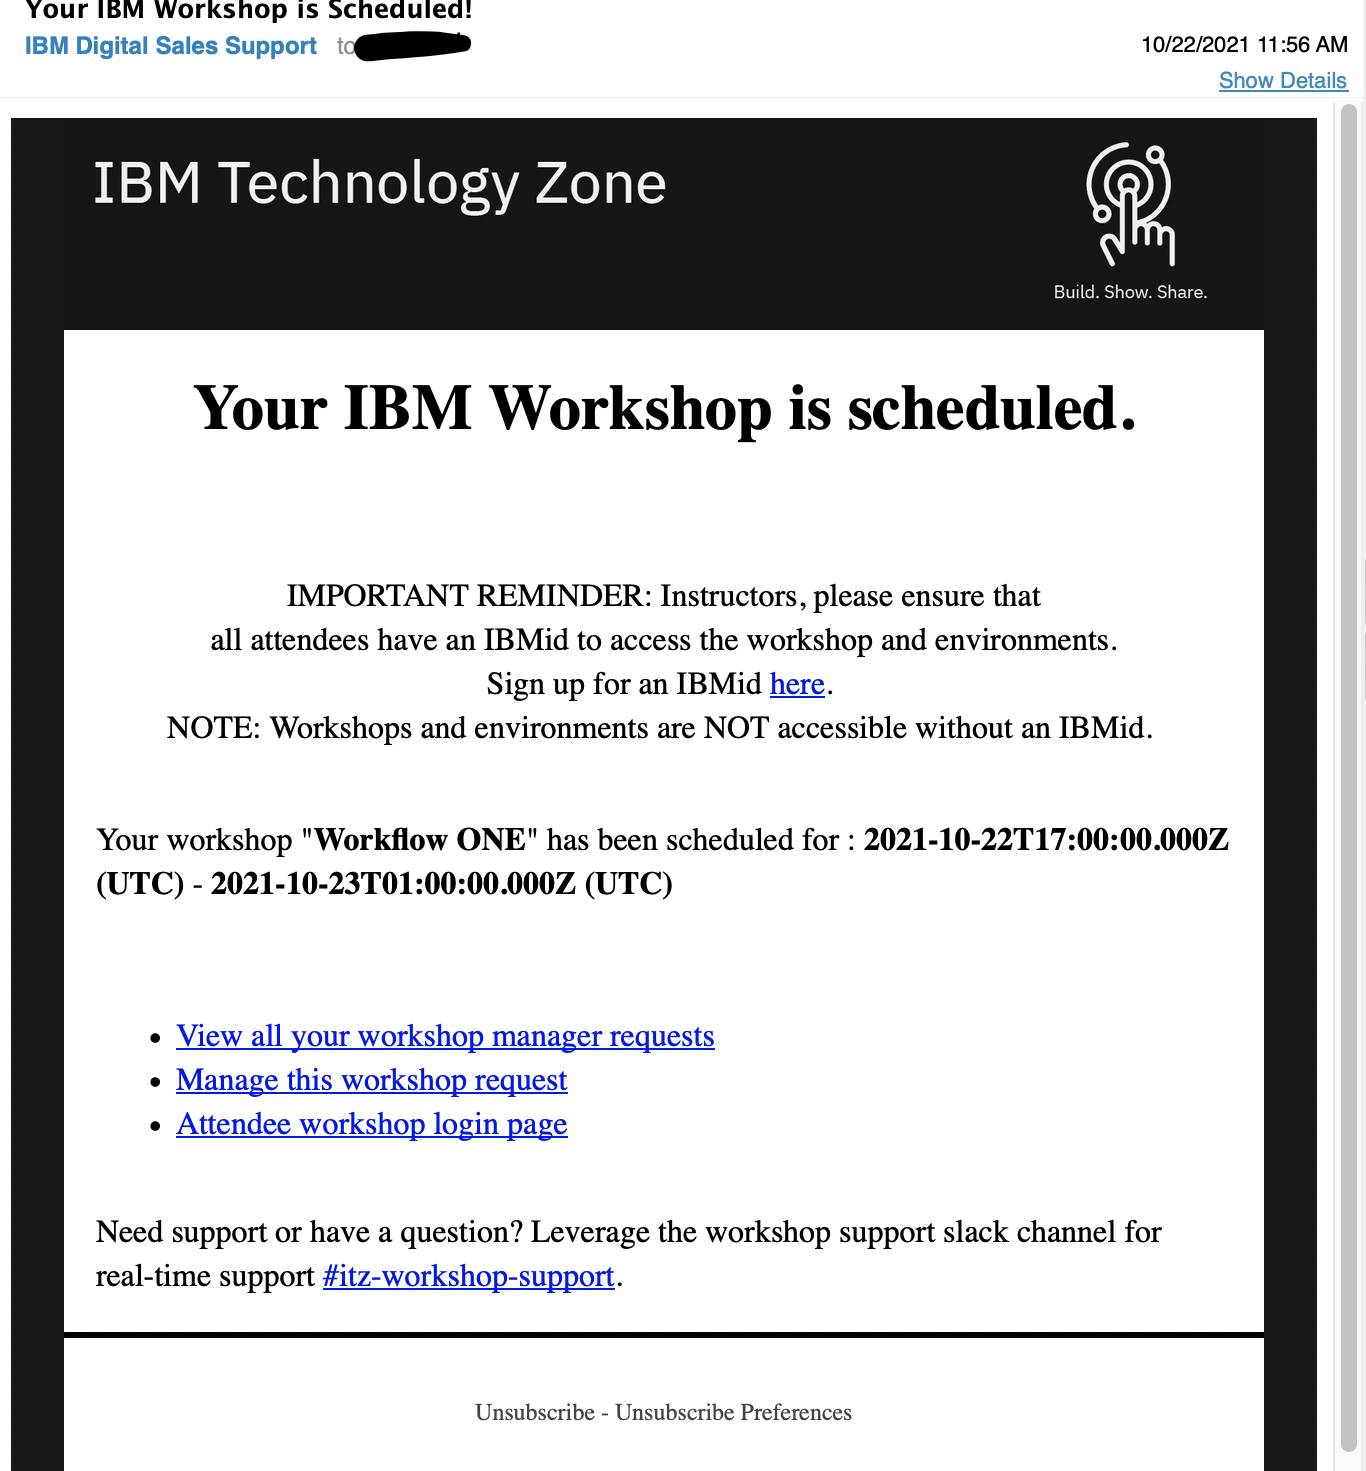 Your IBM Workshop is Scheduled!
IBM Digital Sales Support to
10/22/2021 11:56 AM
Show Details
IBM Technology Zone
Build. Show. Share.
Your IBM Workshop is scheduled.
IMPORTANT REMINDER: Instructors, please ensure that
all attendees have an IBMid to access the workshop and environments.
Sign up for an IBMid here.
NOTE: Workshops and environments are NOT accessible without an IBMid.
Your workshop "Workflow ONE" has been scheduled for : 2021-10-22T17:00:00.000Z
(UTC) - 2021-10-23T01:00:00.000Z (UTC)
• View all your workshop manager requests
• Manage this workshop request
• Attendee workshop login page
Need support or have a question? Leverage the workshop support slack channel for
real-time support #itz-workshop-support.
Unsubscribe - Unsubscribe Preferences